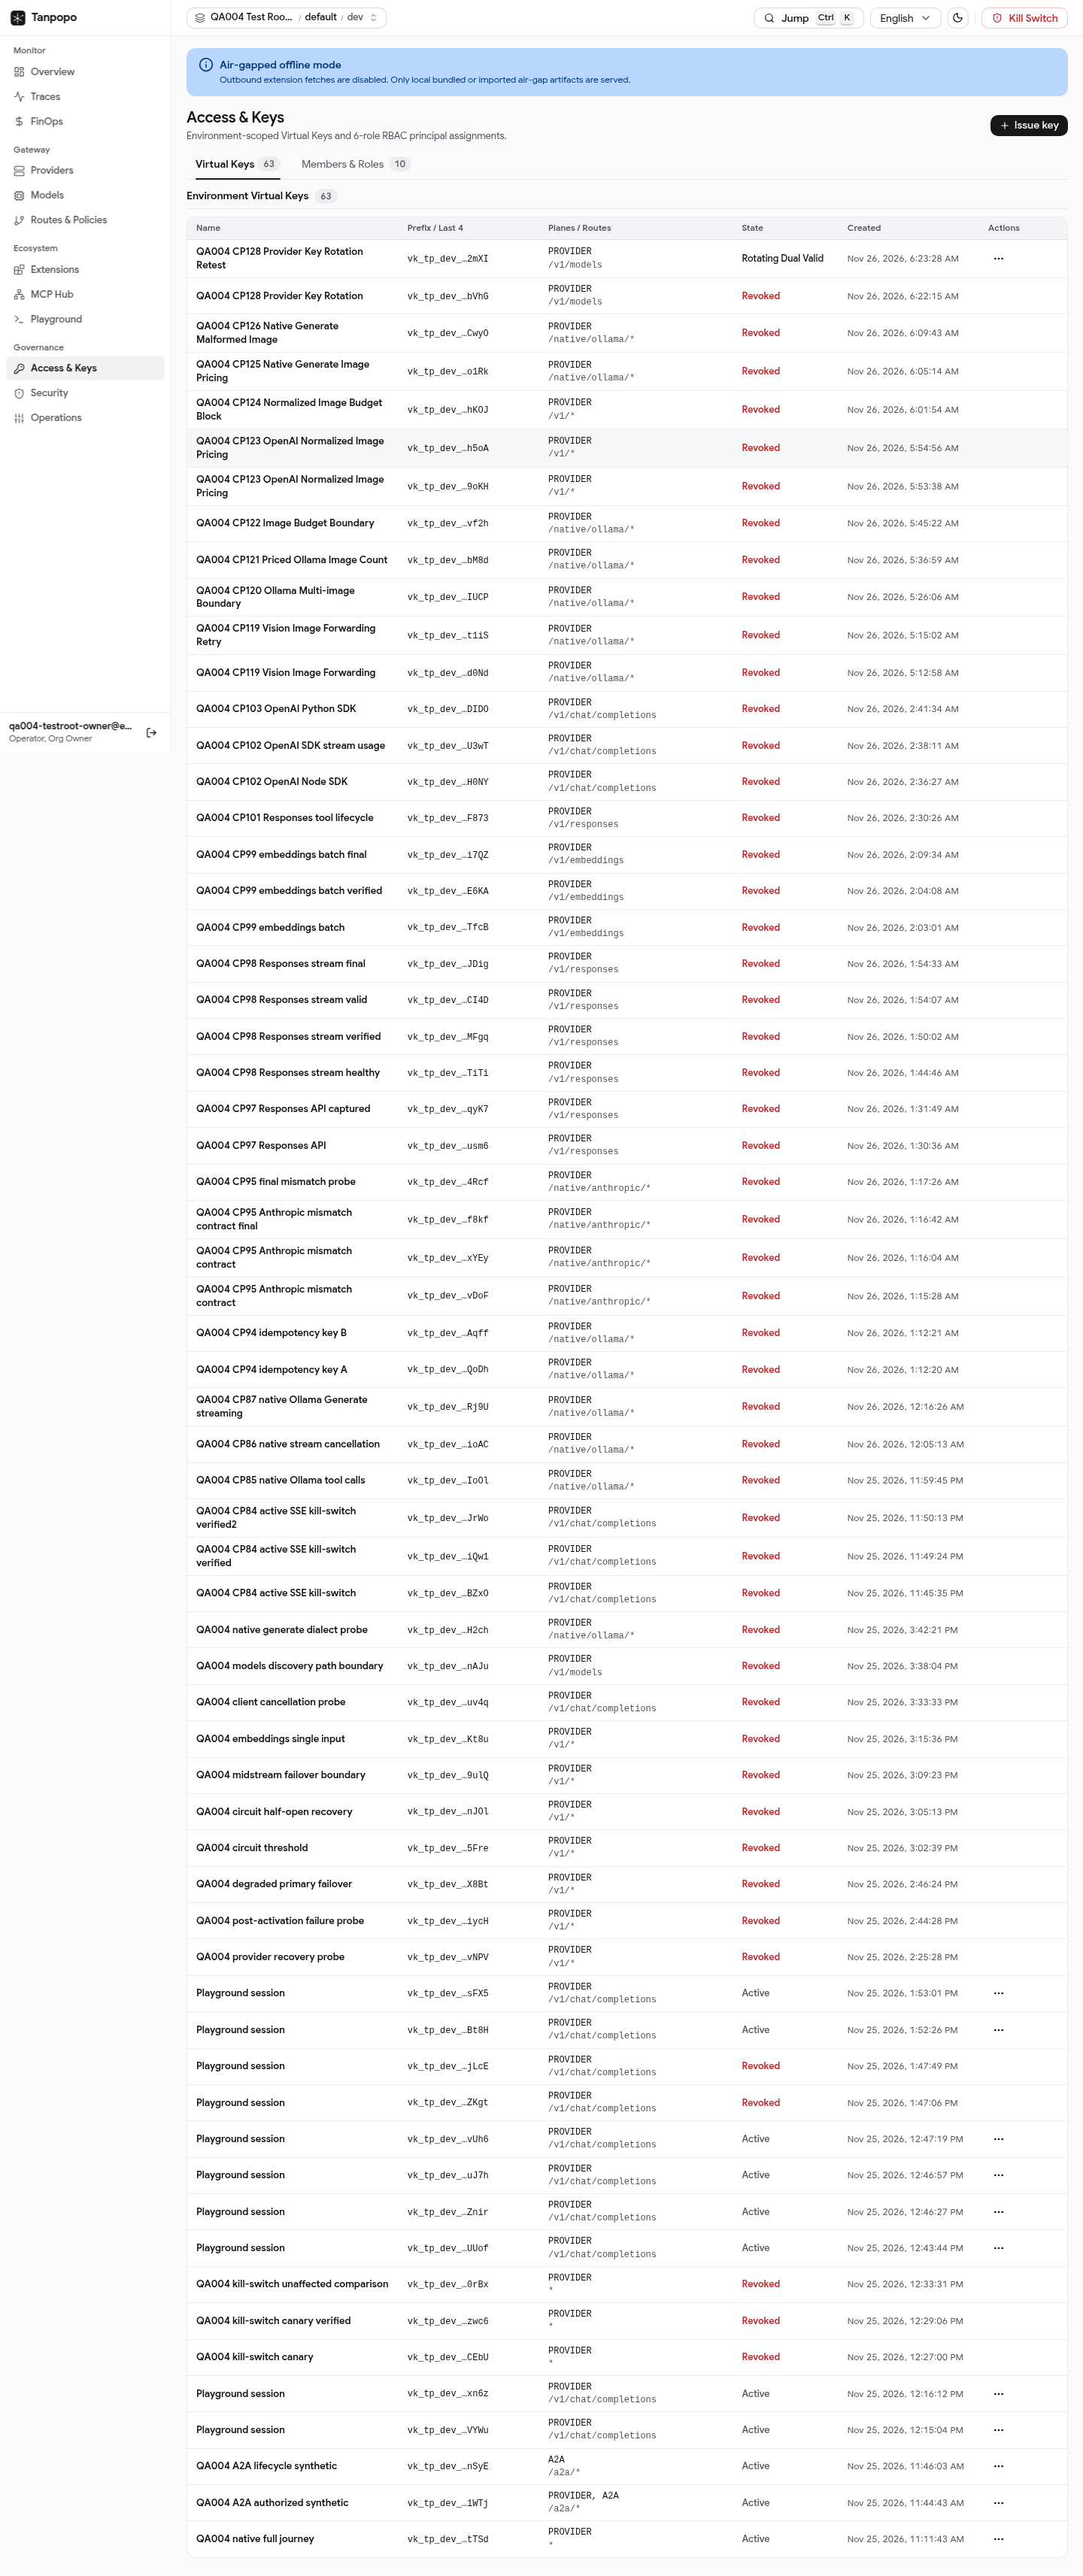 Tanpopo
Monitor
Overview
Traces
FinOps
Gateway
Providers
Models
Routes & Policies
Ecosystem
Extensions
MCP Hub
Playground
Governance
Access & Keys
Security
Operations
qa004-testroot-owner@e...
Operator, Org Owner
QA004 Test Roo... / default / dev
Jump Ctrl K
English
Kill Switch
Air-gapped offline mode
Outbound extension fetches are disabled. Only local bundled or imported air-gap artifacts are served.
Access & Keys
Environment-scoped Virtual Keys and 6-role RBAC principal assignments.
+ Issue key
Virtual Keys 63 Members & Roles 10
Environment Virtual Keys 63
Name Prefix / Last 4 Planes / Routes State Created Actions
QA004 CP128 Provider Key Rotation Retest vk_tp_dev_…2mXI PROVIDER /v1/models Rotating Dual Valid Nov 26, 2026, 6:23:28 AM ...
QA004 CP128 Provider Key Rotation vk_tp_dev_…bVhG PROVIDER /v1/models Revoked Nov 26, 2026, 6:22:15 AM
QA004 CP126 Native Generate Malformed Image vk_tp_dev_…CwyO PROVIDER /native/ollama/* Revoked Nov 26, 2026, 6:09:43 AM
QA004 CP125 Native Generate Image Pricing vk_tp_dev_…oiRk PROVIDER /native/ollama/* Revoked Nov 26, 2026, 6:05:14 AM
QA004 CP124 Normalized Image Budget Block vk_tp_dev_…hKOJ PROVIDER /v1/* Revoked Nov 26, 2026, 6:01:54 AM
QA004 CP123 OpenAI Normalized Image Pricing vk_tp_dev_…h5oA PROVIDER /v1/* Revoked Nov 26, 2026, 5:54:56 AM
QA004 CP123 OpenAI Normalized Image Pricing vk_tp_dev_…9oKH PROVIDER /v1/* Revoked Nov 26, 2026, 5:53:38 AM
QA004 CP122 Image Budget Boundary vk_tp_dev_…vf2h PROVIDER /native/ollama/* Revoked Nov 26, 2026, 5:45:22 AM
QA004 CP121 Priced Ollama Image Count vk_tp_dev_…bM8d PROVIDER /native/ollama/* Revoked Nov 26, 2026, 5:36:59 AM
QA004 CP120 Ollama Multi-image Boundary vk_tp_dev_…IUCP PROVIDER /native/ollama/* Revoked Nov 26, 2026, 5:26:06 AM
QA004 CP119 Vision Image Forwarding Retry vk_tp_dev_…t1iS PROVIDER /native/ollama/* Revoked Nov 26, 2026, 5:15:02 AM
QA004 CP119 Vision Image Forwarding vk_tp_dev_…d0Nd PROVIDER /native/ollama/* Revoked Nov 26, 2026, 5:12:58 AM
QA004 CP103 OpenAI Python SDK vk_tp_dev_…DIDO PROVIDER /v1/chat/completions Revoked Nov 26, 2026, 2:41:34 AM
QA004 CP102 OpenAI SDK stream usage vk_tp_dev_…U3wT PROVIDER /v1/chat/completions Revoked Nov 26, 2026, 2:38:11 AM
QA004 CP102 OpenAI Node SDK vk_tp_dev_…H0NY PROVIDER /v1/chat/completions Revoked Nov 26, 2026, 2:36:27 AM
QA004 CP101 Responses tool lifecycle vk_tp_dev_…F873 PROVIDER /v1/responses Revoked Nov 26, 2026, 2:30:26 AM
QA004 CP99 embeddings batch final vk_tp_dev_…i7QZ PROVIDER /v1/embeddings Revoked Nov 26, 2026, 2:09:34 AM
QA004 CP99 embeddings batch verified vk_tp_dev_…E6KA PROVIDER /v1/embeddings Revoked Nov 26, 2026, 2:04:08 AM
QA004 CP99 embeddings batch vk_tp_dev_…TfcB PROVIDER /v1/embeddings Revoked Nov 26, 2026, 2:03:01 AM
QA004 CP98 Responses stream final vk_tp_dev_…JDig PROVIDER /v1/responses Revoked Nov 26, 2026, 1:54:33 AM
QA004 CP98 Responses stream valid vk_tp_dev_…CI4D PROVIDER /v1/responses Revoked Nov 26, 2026, 1:54:07 AM
QA004 CP98 Responses stream verified vk_tp_dev_…MFgq PROVIDER /v1/responses Revoked Nov 26, 2026, 1:50:02 AM
QA004 CP98 Responses stream healthy vk_tp_dev_…TiTi PROVIDER /v1/responses Revoked Nov 26, 2026, 1:44:46 AM
QA004 CP97 Responses API captured vk_tp_dev_…qyK7 PROVIDER /v1/responses Revoked Nov 26, 2026, 1:31:49 AM
QA004 CP97 Responses API vk_tp_dev_…usm6 PROVIDER /v1/responses Revoked Nov 26, 2026, 1:30:36 AM
QA004 CP95 final mismatch probe vk_tp_dev_…4Rcf PROVIDER /native/anthropic/* Revoked Nov 26, 2026, 1:17:26 AM
QA004 CP95 Anthropic mismatch contract final vk_tp_dev_…f8kf PROVIDER /native/anthropic/* Revoked Nov 26, 2026, 1:16:42 AM
QA004 CP95 Anthropic mismatch contract vk_tp_dev_…xYEy PROVIDER /native/anthropic/* Revoked Nov 26, 2026, 1:16:04 AM
QA004 CP95 Anthropic mismatch contract vk_tp_dev_…vDoF PROVIDER /native/anthropic/* Revoked Nov 26, 2026, 1:15:28 AM
QA004 CP94 idempotency key B vk_tp_dev_…Aqff PROVIDER /native/ollama/* Revoked Nov 26, 2026, 1:12:21 AM
QA004 CP94 idempotency key A vk_tp_dev_…QoDh PROVIDER /native/ollama/* Revoked Nov 26, 2026, 1:12:20 AM
QA004 CP87 native Ollama Generate streaming vk_tp_dev_…Rj9U PROVIDER /native/ollama/* Revoked Nov 26, 2026, 12:16:26 AM
QA004 CP86 native stream cancellation vk_tp_dev_…ioAC PROVIDER /native/ollama/* Revoked Nov 26, 2026, 12:05:13 AM
QA004 CP85 native Ollama tool calls vk_tp_dev_…IoOl PROVIDER /native/ollama/* Revoked Nov 25, 2026, 11:59:45 PM
QA004 CP84 active SSE kill-switch verified2 vk_tp_dev_…JrWo PROVIDER /v1/chat/completions Revoked Nov 25, 2026, 11:50:13 PM
QA004 CP84 active SSE kill-switch verified vk_tp_dev_…iQw1 PROVIDER /v1/chat/completions Revoked Nov 25, 2026, 11:49:24 PM
QA004 CP84 active SSE kill-switch vk_tp_dev_…BZxO PROVIDER /v1/chat/completions Revoked Nov 25, 2026, 11:45:35 PM
QA004 native generate dialect probe vk_tp_dev_…H2ch PROVIDER /native/ollama/* Revoked Nov 25, 2026, 3:42:21 PM
QA004 models discovery path boundary vk_tp_dev_…nAJu PROVIDER /v1/models Revoked Nov 25, 2026, 3:38:04 PM
QA004 client cancellation probe vk_tp_dev_…uv4q PROVIDER /v1/chat/completions Revoked Nov 25, 2026, 3:33:33 PM
QA004 embeddings single input vk_tp_dev_…Kt8u PROVIDER /v1/* Revoked Nov 25, 2026, 3:15:36 PM
QA004 midstream failover boundary vk_tp_dev_…9ulQ PROVIDER /v1/* Revoked Nov 25, 2026, 3:09:23 PM
QA004 circuit half-open recovery vk_tp_dev_…nJOl PROVIDER /v1/* Revoked Nov 25, 2026, 3:05:13 PM
QA004 circuit threshold vk_tp_dev_…5Fre PROVIDER /v1/* Revoked Nov 25, 2026, 3:02:39 PM
QA004 degraded primary failover vk_tp_dev_…X8Bt PROVIDER /v1/* Revoked Nov 25, 2026, 2:46:24 PM
QA004 post-activation failure probe vk_tp_dev_…iycH PROVIDER /v1/* Revoked Nov 25, 2026, 2:44:28 PM
QA004 provider recovery probe vk_tp_dev_…vNPV PROVIDER /v1/* Revoked Nov 25, 2026, 2:25:28 PM
Playground session vk_tp_dev_…sFX5 PROVIDER /v1/chat/completions Active Nov 25, 2026, 1:53:01 PM ...
Playground session vk_tp_dev_…Bt8H PROVIDER /v1/chat/completions Active Nov 25, 2026, 1:52:26 PM ...
Playground session vk_tp_dev_…jLcE PROVIDER /v1/chat/completions Revoked Nov 25, 2026, 1:47:49 PM
Playground session vk_tp_dev_…ZKgt PROVIDER /v1/chat/completions Revoked Nov 25, 2026, 1:47:06 PM
Playground session vk_tp_dev_…vUh6 PROVIDER /v1/chat/completions Active Nov 25, 2026, 12:47:19 PM ...
Playground session vk_tp_dev_…uJ7h PROVIDER /v1/chat/completions Active Nov 25, 2026, 12:46:57 PM ...
Playground session vk_tp_dev_…Znir PROVIDER /v1/chat/completions Active Nov 25, 2026, 12:46:27 PM ...
Playground session vk_tp_dev_…UUof PROVIDER /v1/chat/completions Active Nov 25, 2026, 12:43:44 PM ...
QA004 kill-switch unaffected comparison vk_tp_dev_…0rBx PROVIDER * Revoked Nov 25, 2026, 12:33:31 PM
QA004 kill-switch canary verified vk_tp_dev_…zwc6 PROVIDER * Revoked Nov 25, 2026, 12:29:06 PM
QA004 kill-switch canary vk_tp_dev_…CEbU PROVIDER * Revoked Nov 25, 2026, 12:27:00 PM
Playground session vk_tp_dev_…xn6z PROVIDER /v1/chat/completions Active Nov 25, 2026, 12:16:12 PM ...
Playground session vk_tp_dev_…VYWu PROVIDER /v1/chat/completions Active Nov 25, 2026, 12:15:04 PM ...
QA004 A2A lifecycle synthetic vk_tp_dev_…nSyE A2A /a2a/* Active Nov 25, 2026, 11:46:03 AM ...
QA004 A2A authorized synthetic vk_tp_dev_…1WTj PROVIDER, A2A /a2a/* Active Nov 25, 2026, 11:44:43 AM ...
QA004 native full journey vk_tp_dev_…tTSd PROVIDER * Active Nov 25, 2026, 11:11:43 AM ...